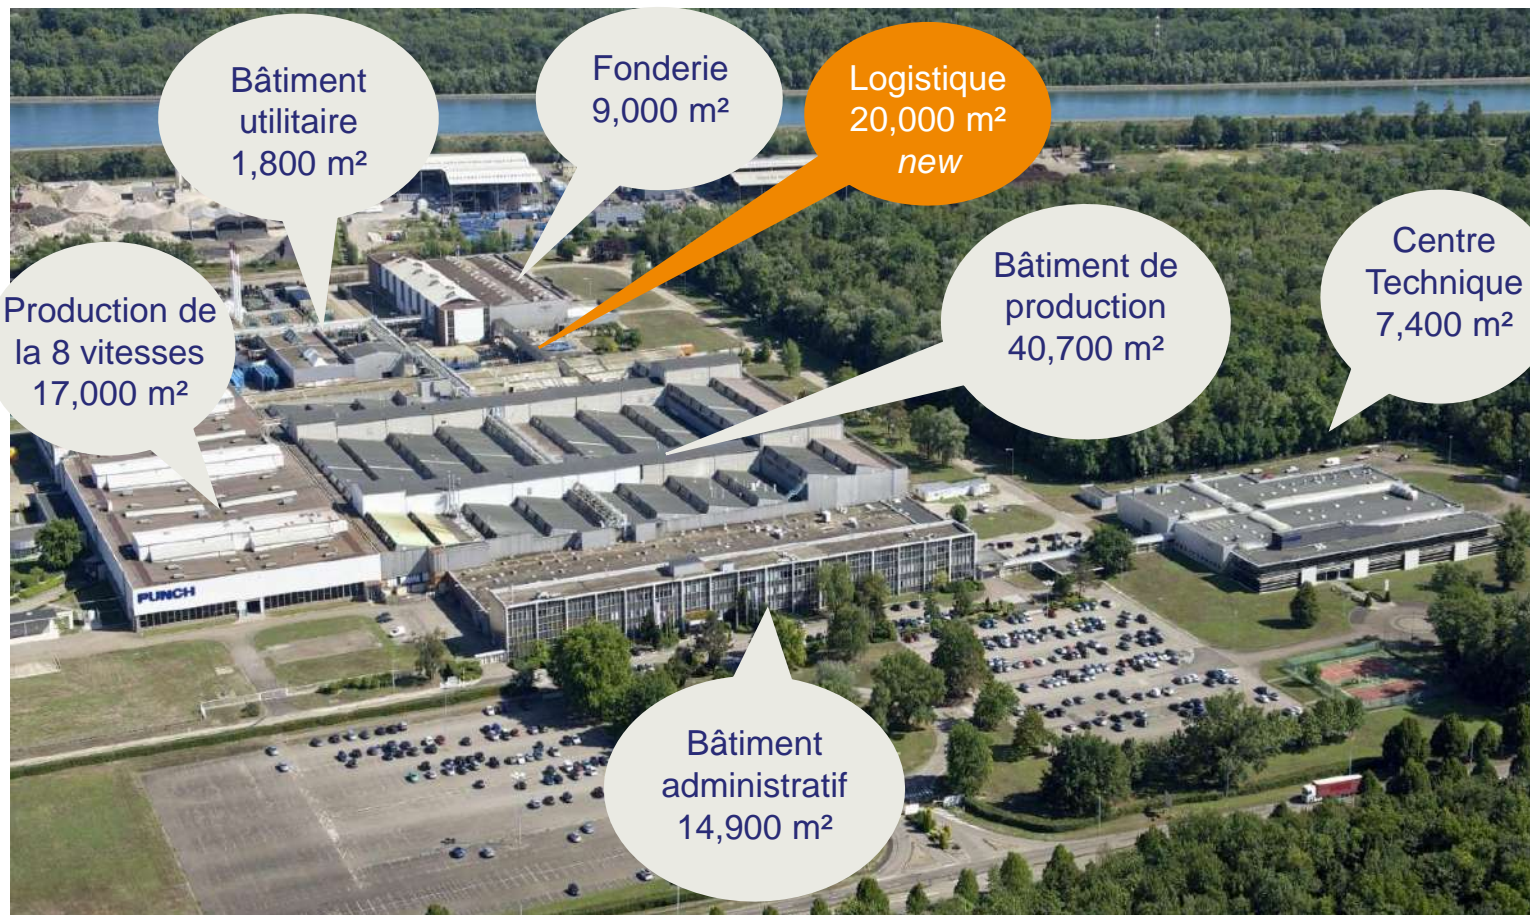 Bâtiment
utilitaire
1,800 m²
Fonderie
9,000 m²
Logistique
20,000 m²
new
Centre
Technique
7,400 m²
Bâtiment de
production
40,700 m²
Production de
la 8 vitesses
17,000 m²
PUNCH
Bâtiment
administratif
14,900 m²